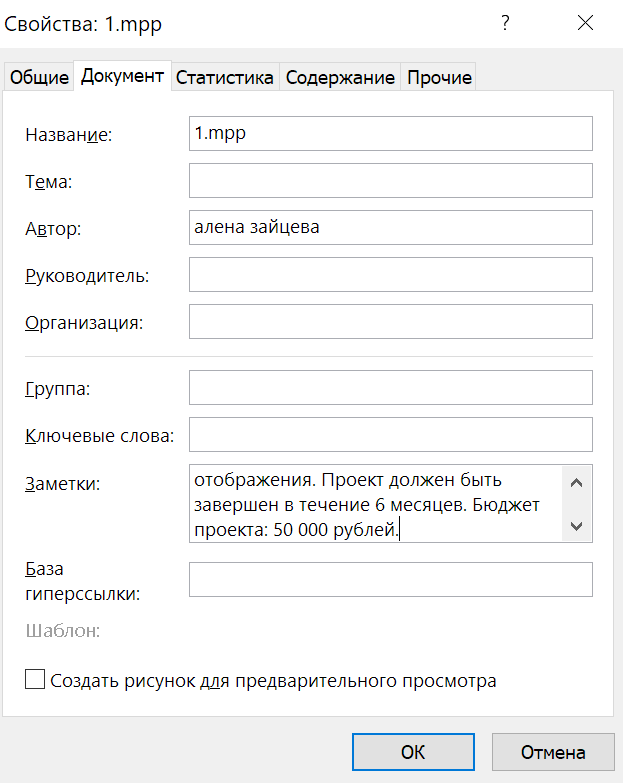 Свойства: 1.mpp ?
Общие Документ Статистика Содержание Прочие
Название: 1.mpp
Тема:
Автор: алена зайцева
Руководитель:
Организация:
Группа:
Ключевые слова:
Заметки: отображения. Проект должен быть
завершен в течение 6 месяцев. Бюджет
проекта: 50 000 рублей.
База
гиперссылки:
Шаблон:
Создать рисунок для предварительного просмотра
ОК Отмена